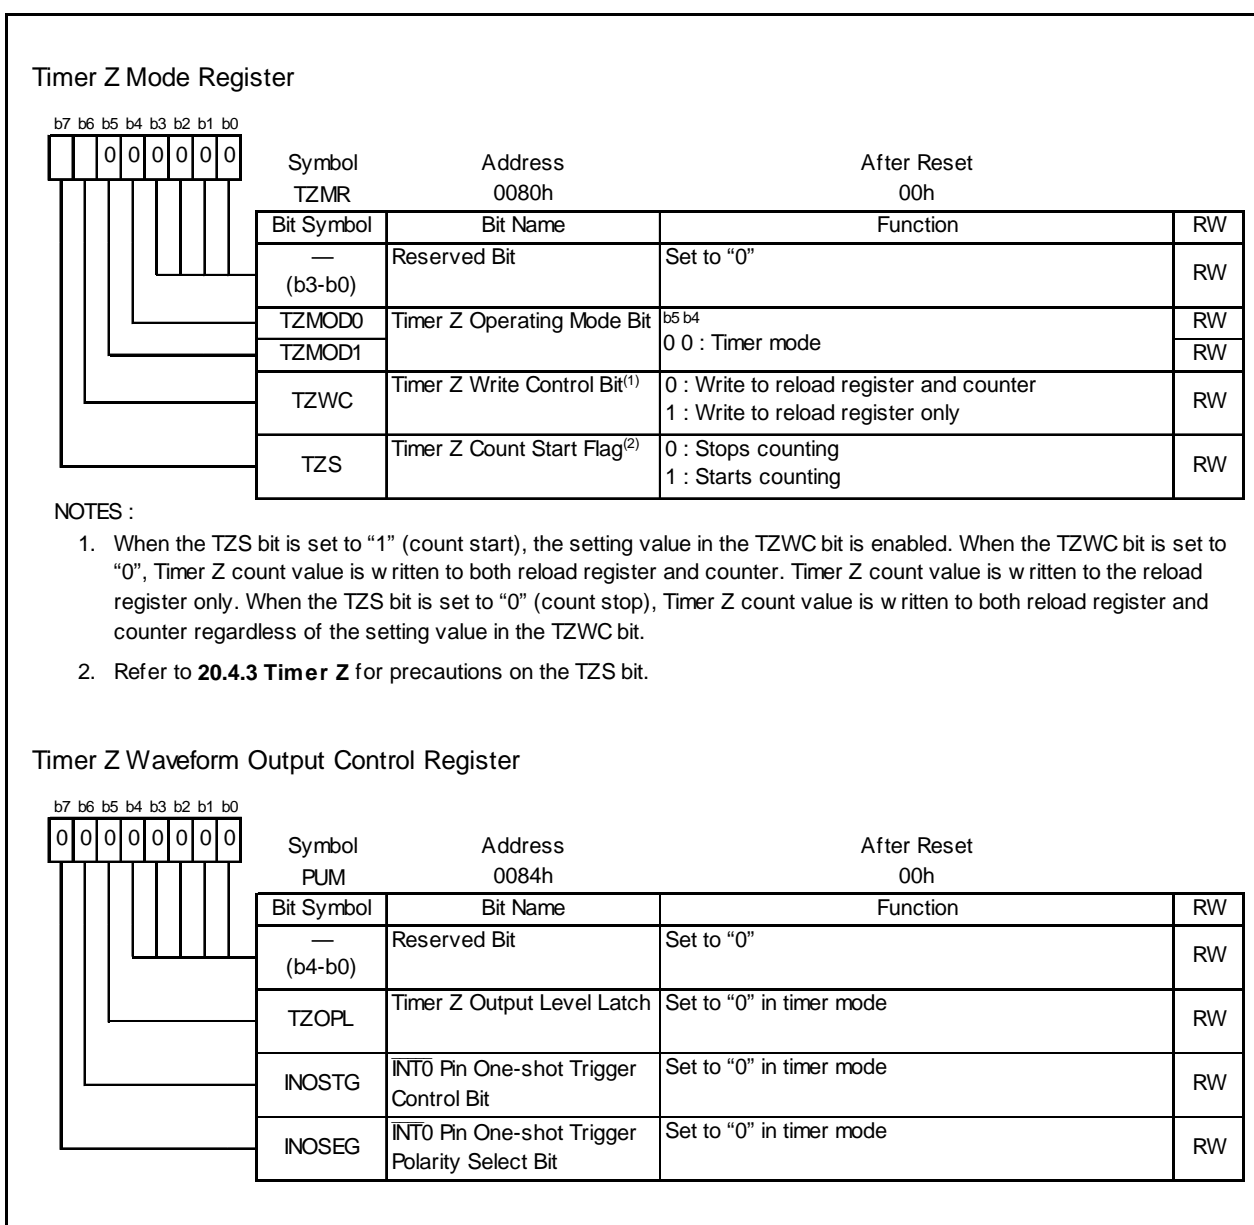 Timer Z Mode Register
b7 b6 b5 b4 b3 b2 b1 b0
0 0 0 0 0 0
Symbol Address After Reset
TZMR 0080h 00h
Bit Symbol Bit Name Function RW
—
(b3-b0) Reserved Bit Set to “0” RW
TZMOD0 Timer Z Operating Mode Bit b5 b4 RW
TZMOD1 0 0 : Timer mode RW
TZWC Timer Z Write Control Bit(1) 0 : Write to reload register and counter RW
1 : Write to reload register only
TZS Timer Z Count Start Flag(2) 0 : Stops counting RW
1 : Starts counting
NOTES :
1. When the TZS bit is set to “1” (count start), the setting value in the TZWC bit is enabled. When the TZWC bit is set to
“0”, Timer Z count value is w ritten to both reload register and counter. Timer Z count value is w ritten to the reload
register only. When the TZS bit is set to “0” (count stop), Timer Z count value is w ritten to both reload register and
counter regardless of the setting value in the TZWC bit.
2. Refer to 20.4.3 Timer Z for precautions on the TZS bit.
Timer Z Waveform Output Control Register
b7 b6 b5 b4 b3 b2 b1 b0
0 0 0 0 0 0 0 0
Symbol Address After Reset
PUM 0084h 00h
Bit Symbol Bit Name Function RW
—
(b4-b0) Reserved Bit Set to “0” RW
TZOPL Timer Z Output Level Latch Set to “0” in timer mode RW
INOSTG INT0 Pin One-shot Trigger Set to “0” in timer mode RW
Control Bit
INOSEG INT0 Pin One-shot Trigger Set to “0” in timer mode RW
Polarity Select Bit